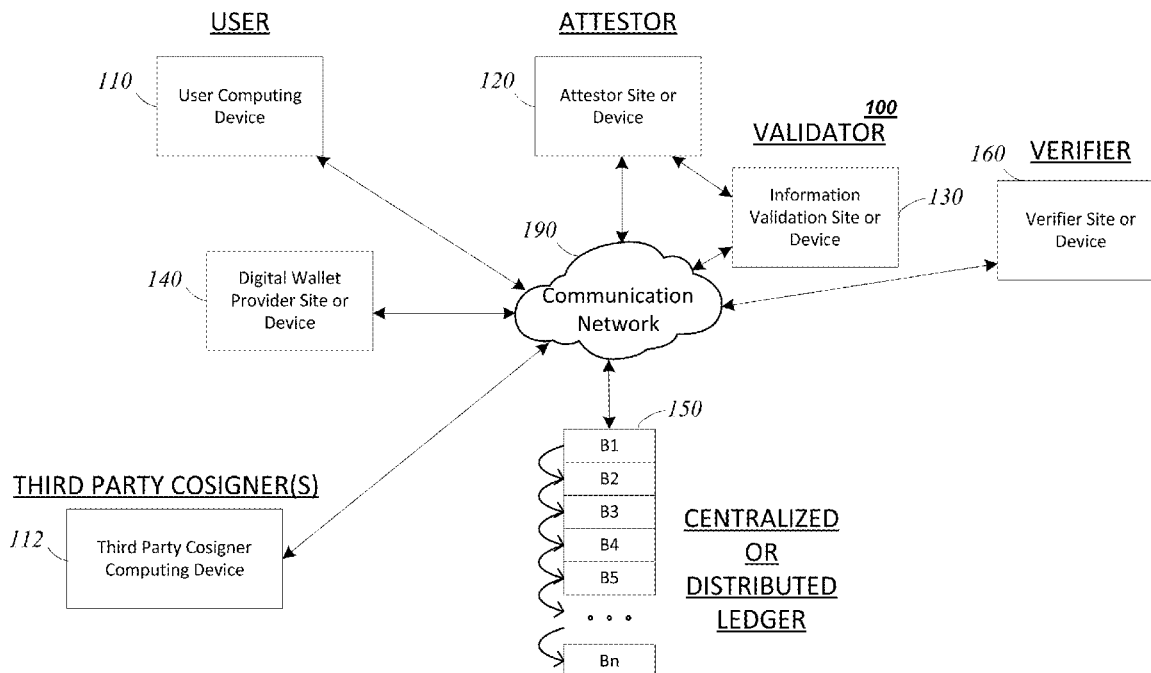 USER
ATTESTOR
110
User Computing
Device
120
Attestor Site or
Device
100
VALIDATOR
160
VERIFIER
Information
Validation Site or
Device
130
Verifier Site or
Device
190
140
Digital Wallet
Provider Site or
Device
Communication
Network
150
B1
B2
B3
B4
B5
Bn
THIRD PARTY COSIGNER(S)
112
Third Party Cosigner
Computing Device
CENTRALIZED
OR
DISTRIBUTED
LEDGER